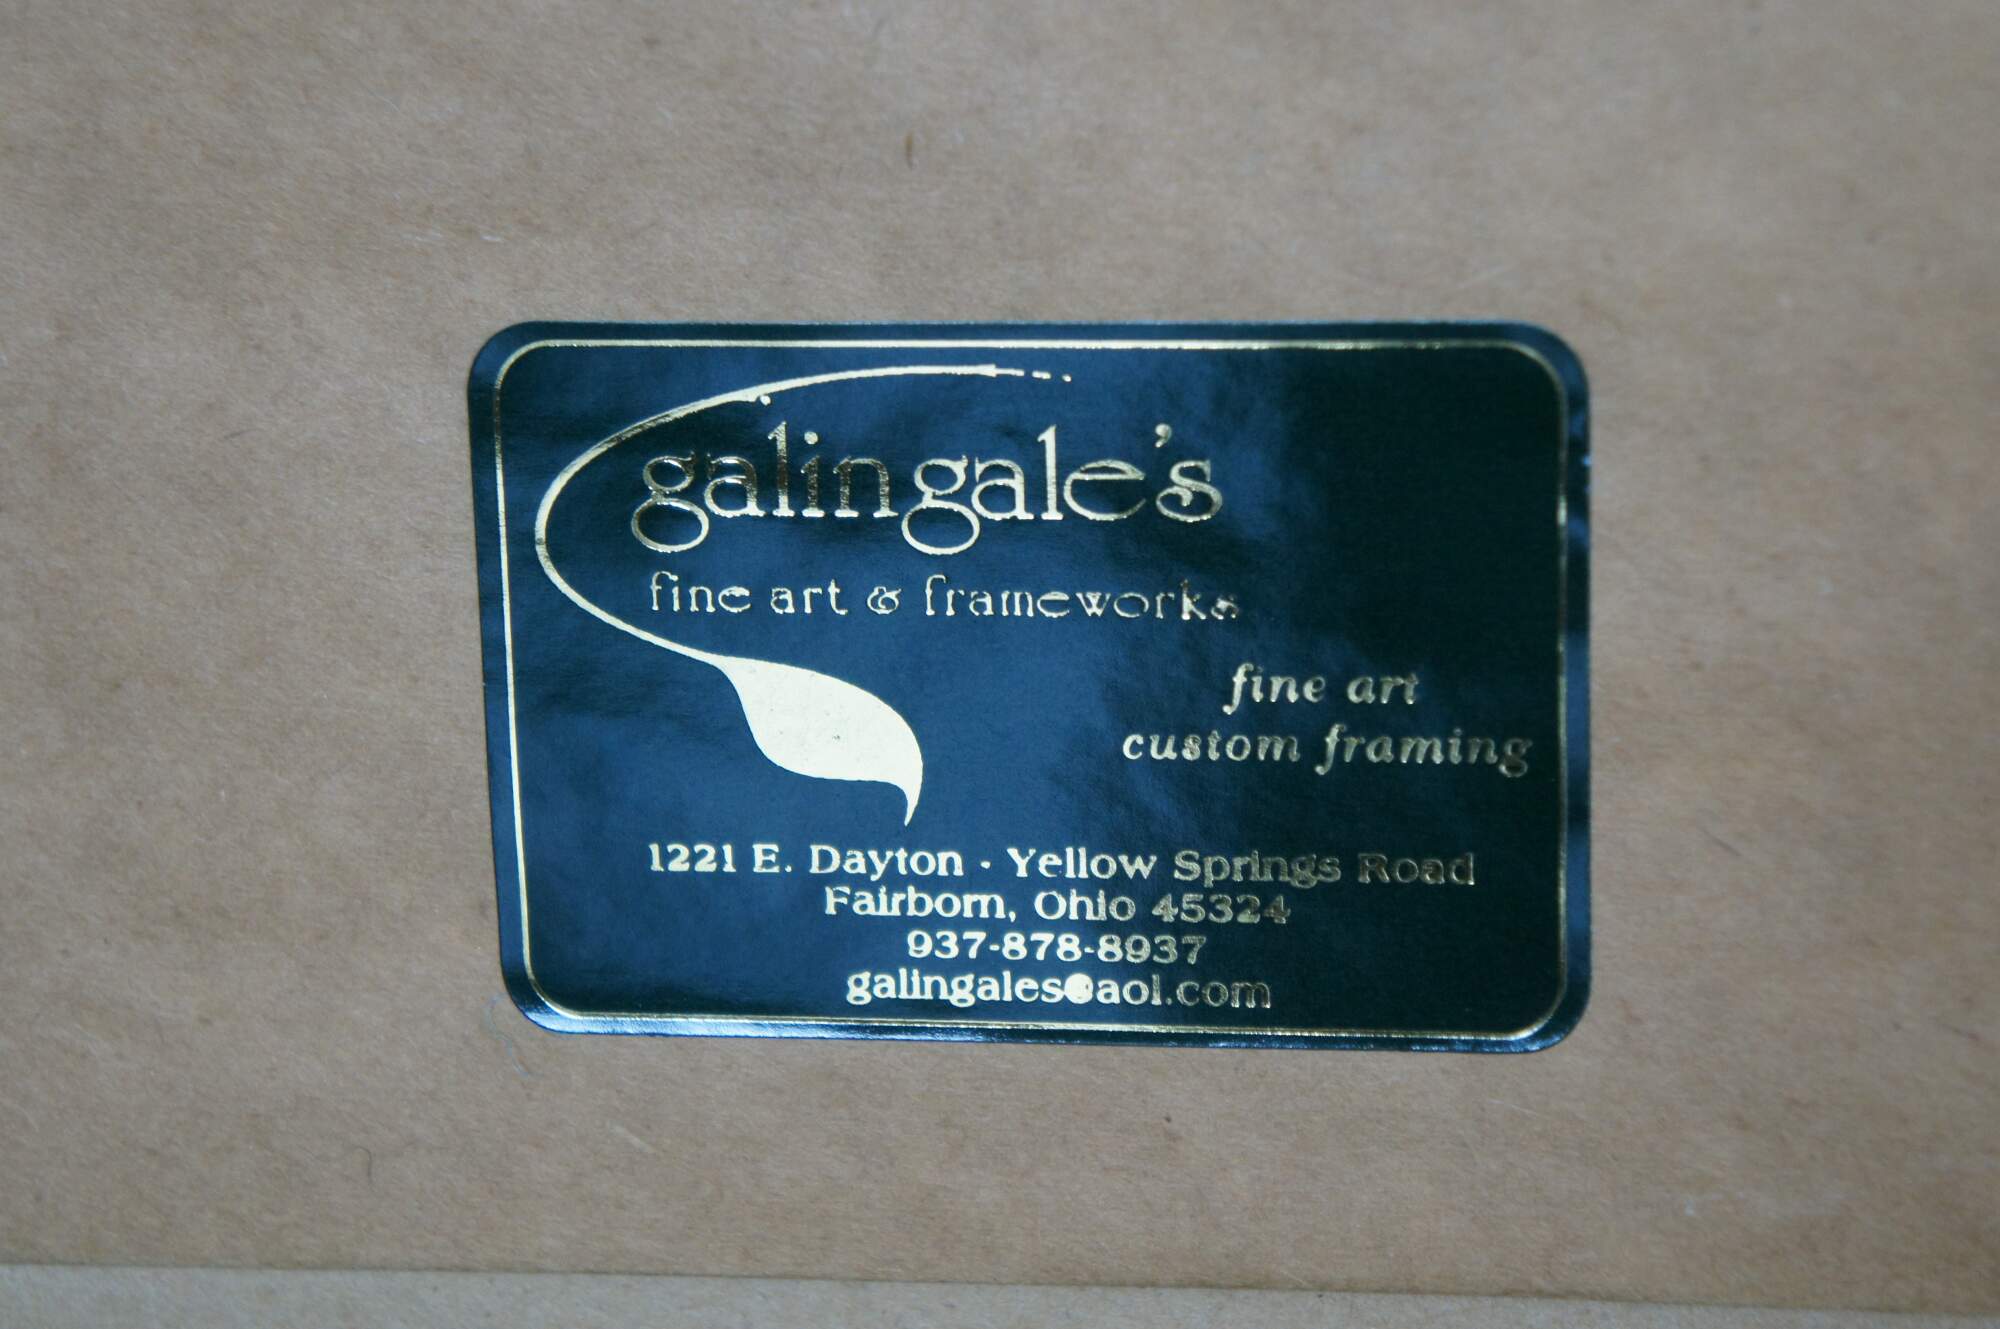 galingale's
fine art & frameworks
fine art
custom framing
1221 E. Dayton - Yellow Springs Road
Fairborn, Ohio 45324
937-878-8937
galingales@aol.com